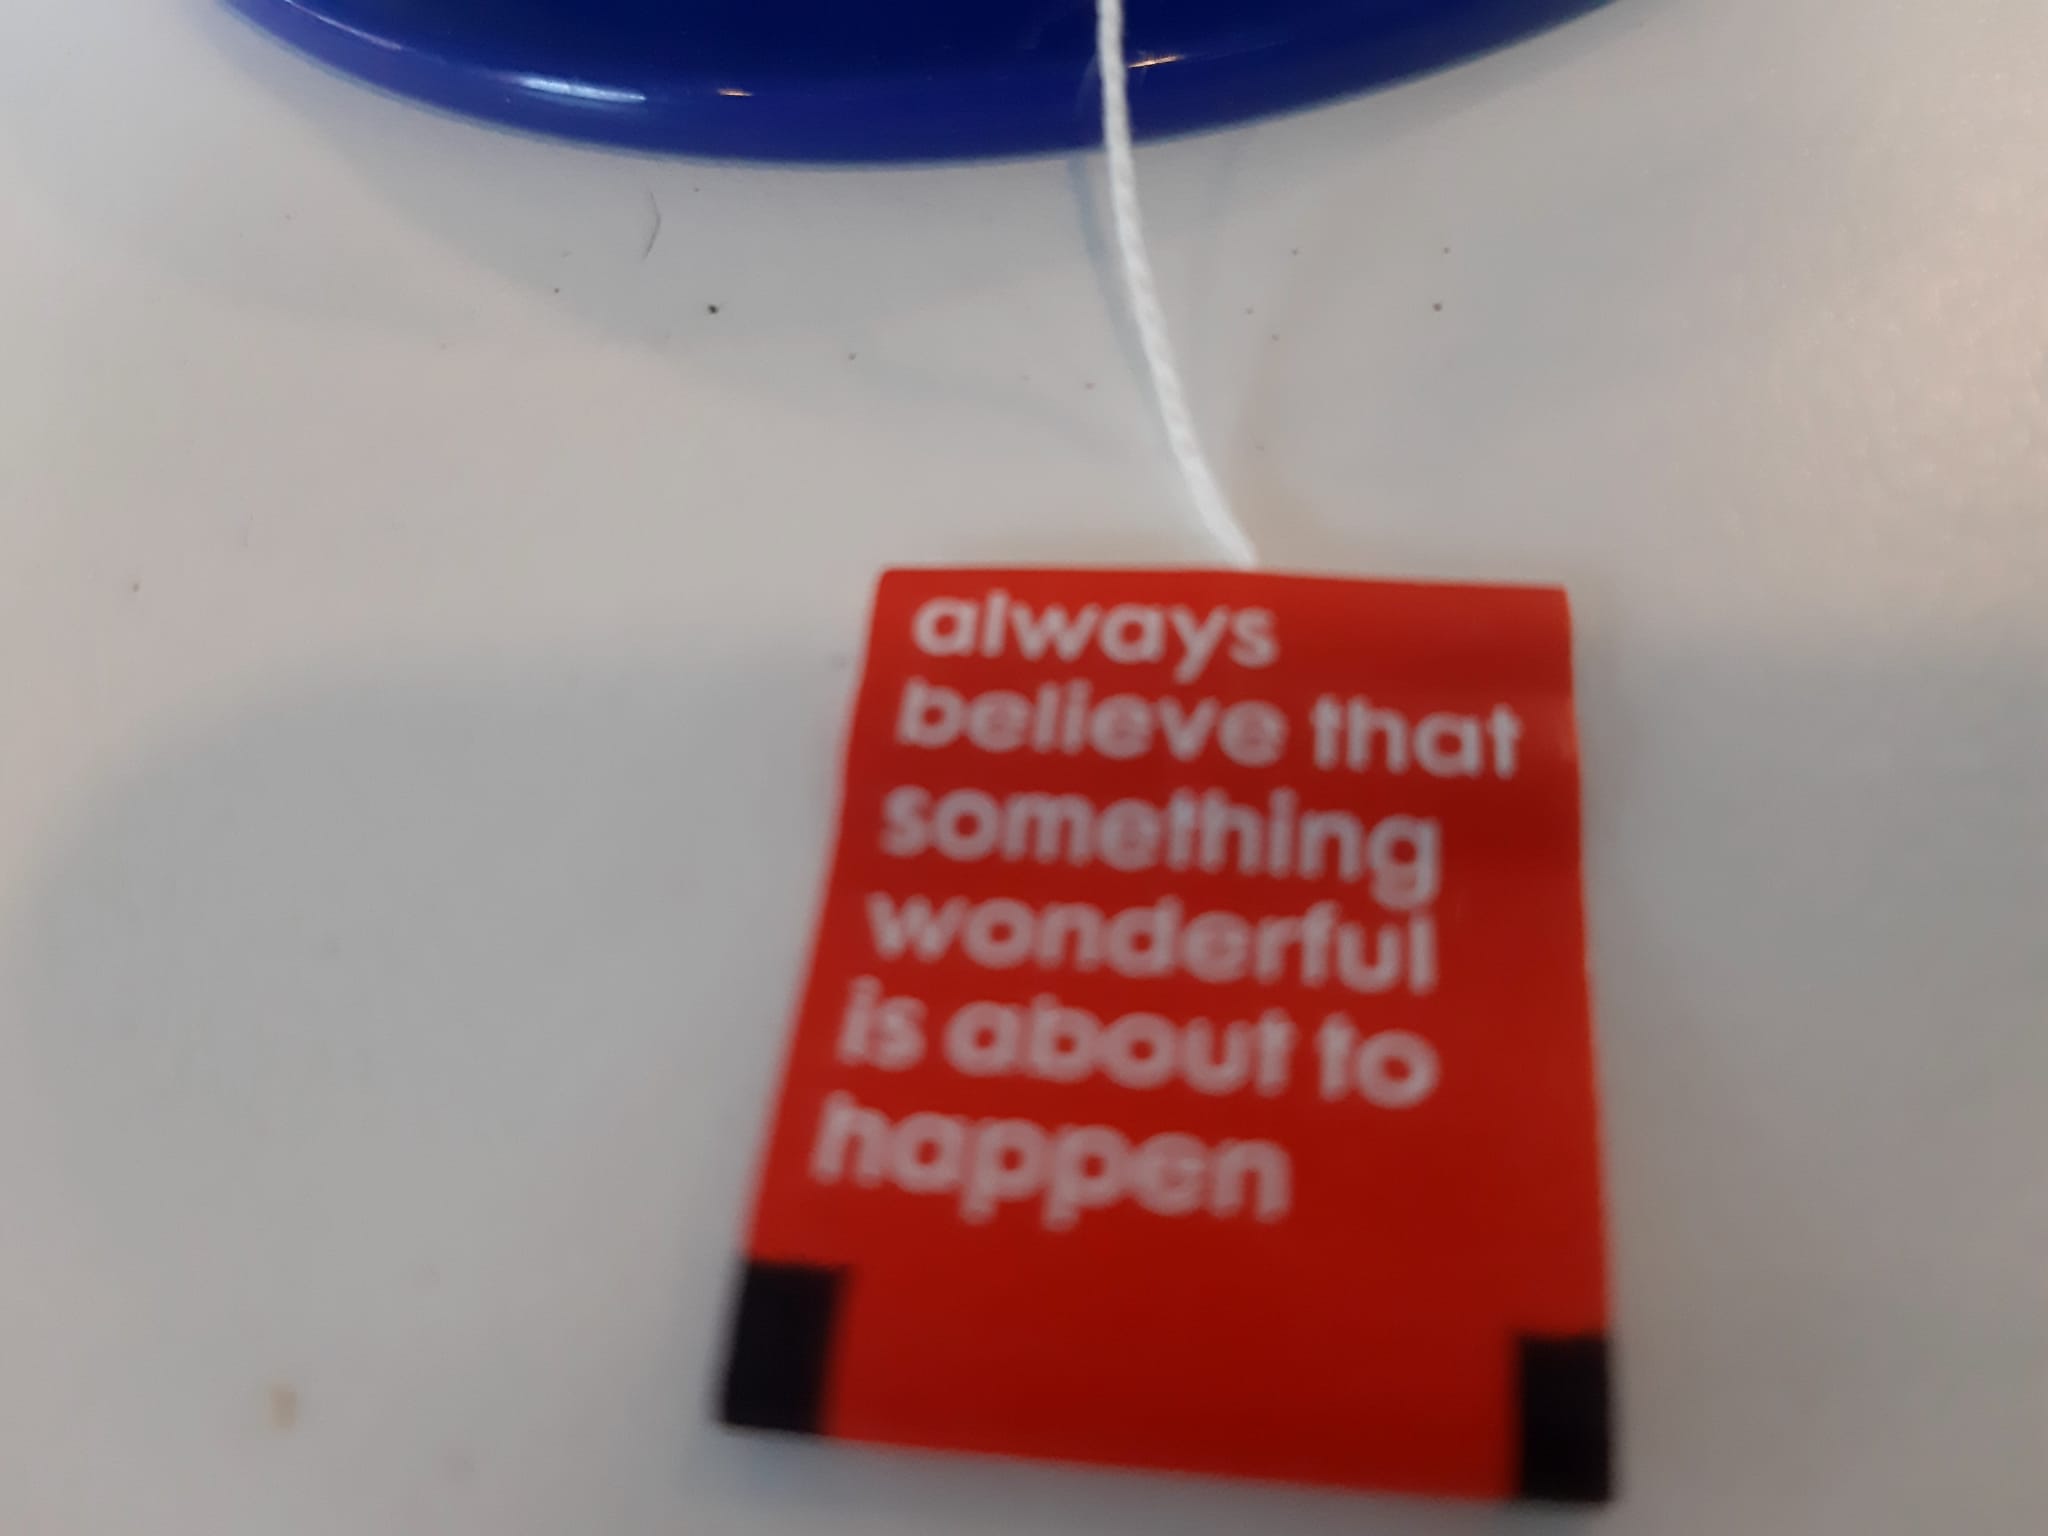 always
believe that
something
wonderful
is about to
happen